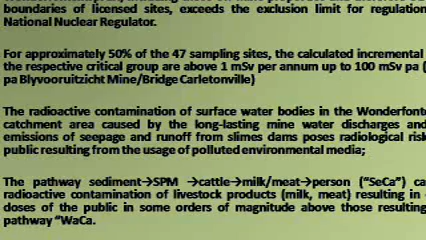 boundaries of licensed sites, exceeds the exclusion limit for regulation
National Nuclear Regulator.
For approximately 50% of the 47 sampling sites, the calculated incremental
the respective critical group are above 1 mSv per annum up to 100 mSv pa (
pa Blyvooruitzicht Mine/Bridge Carletonville)
The radioactive contamination of surface water bodies in the Wonderfonte
catchment area caused by the long-lasting mine water discharges and
emissions of seepage and runoff from slimes dams poses radiological risk
public resulting from the usage of polluted environmental media;
The pathway sediment→SPM →cattle→milk/meat→person ("SeCa") ca
radioactive contamination of livestock products (milk, meat) resulting in
doses of the public in some orders of magnitude above those resulting
pathway "WaCa.